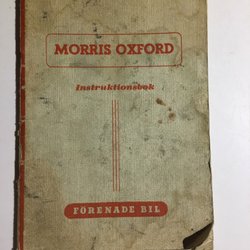 MORRIS OXFORD
Instruktionsbok
FÖRENADE BIL